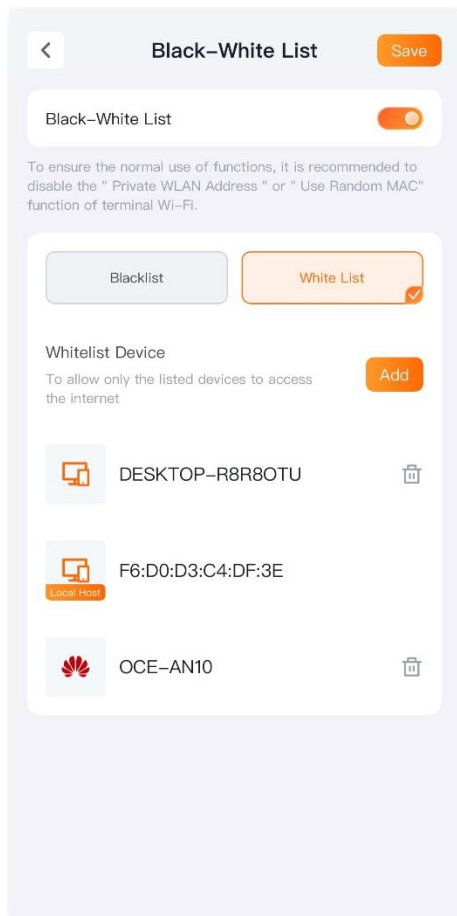 Black–White List
Save
Black–White List
To ensure the normal use of functions, it is recommended to
disable the " Private WLAN Address " or " Use Random MAC"
function of terminal Wi–Fi.
Blacklist
White List
Whitelist Device
To allow only the listed devices to access
the internet
Add
DESKTOP–R8R8OTU
F6:D0:D3:C4:DF:3E
Local Host
OCE–AN10